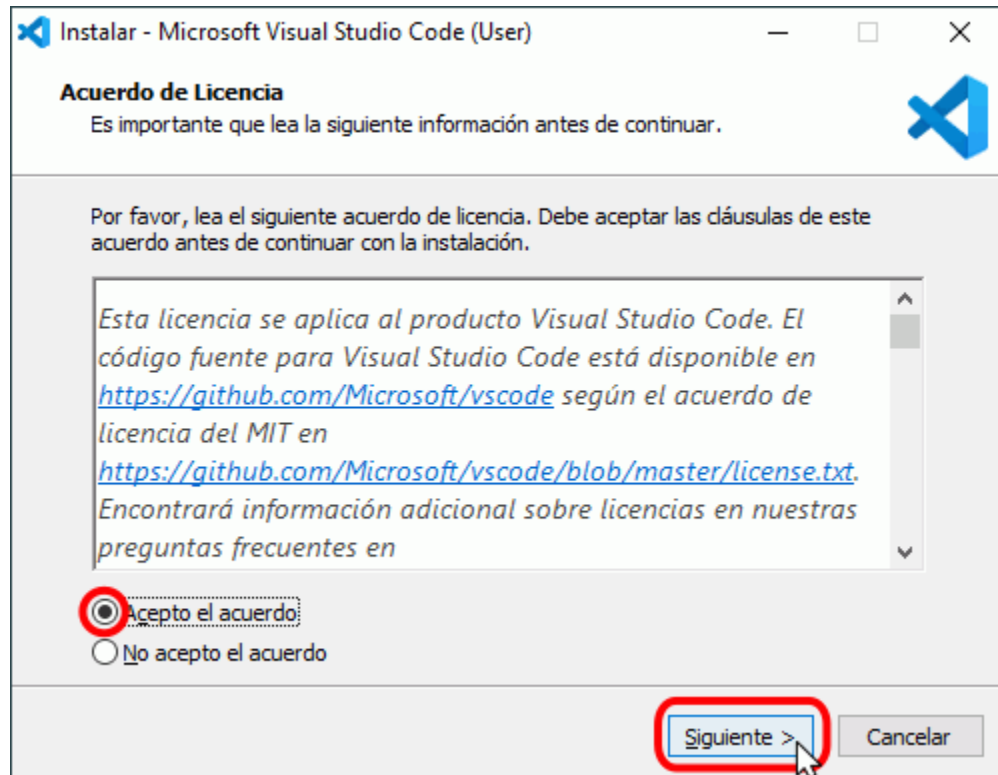 Instalar - Microsoft Visual Studio Code (User)
Acuerdo de Licencia
Es importante que lea la siguiente información antes de continuar.
Por favor, lea el siguiente acuerdo de licencia. Debe aceptar las cláusulas de este
acuerdo antes de continuar con la instalación.
Esta licencia se aplica al producto Visual Studio Code. El
código fuente para Visual Studio Code está disponible en
https://github.com/Microsoft/vscode según el acuerdo de
licencia del MIT en
https://github.com/Microsoft/vscode/blob/master/license.txt.
Encontrará información adicional sobre licencias en nuestras
preguntas frecuentes en
Acepto el acuerdo
No acepto el acuerdo
Siguiente > Cancelar